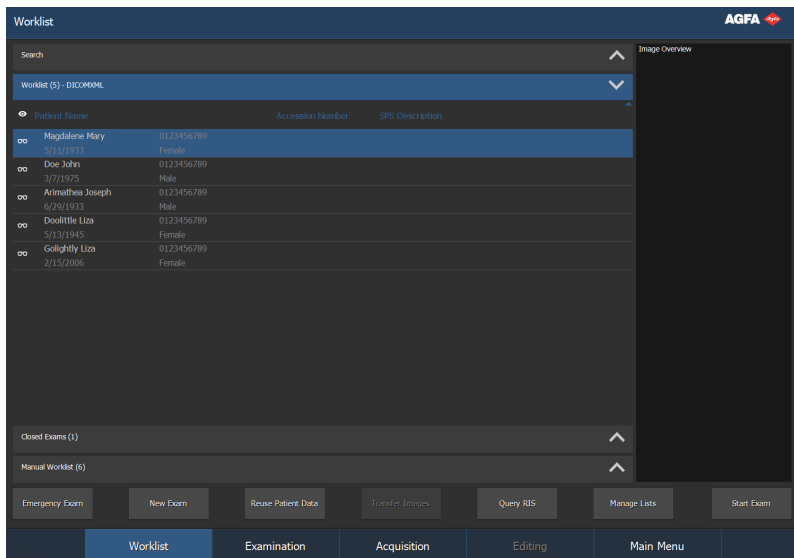 Worklist
AGFA
Search
Image Overview
Worklist (5) - DICOMXML
Patient Name Accession Number SPS Description
Magdalene Mary 0123456789
5/11/1933 Female
Doe John 0123456789
3/7/1975 Male
Arimathea Joseph 0123456789
6/29/1933 Male
Doolittle Liza 0123456789
5/13/1945 Female
Golightly Liza 0123456789
2/15/2006 Female
Closed Exams (1)
Manual Worklist (6)
Emergency Exam New Exam Reuse Patient Data Transfer Images Query RIS Manage Lists Start Exam
Worklist Examination Acquisition Editing Main Menu